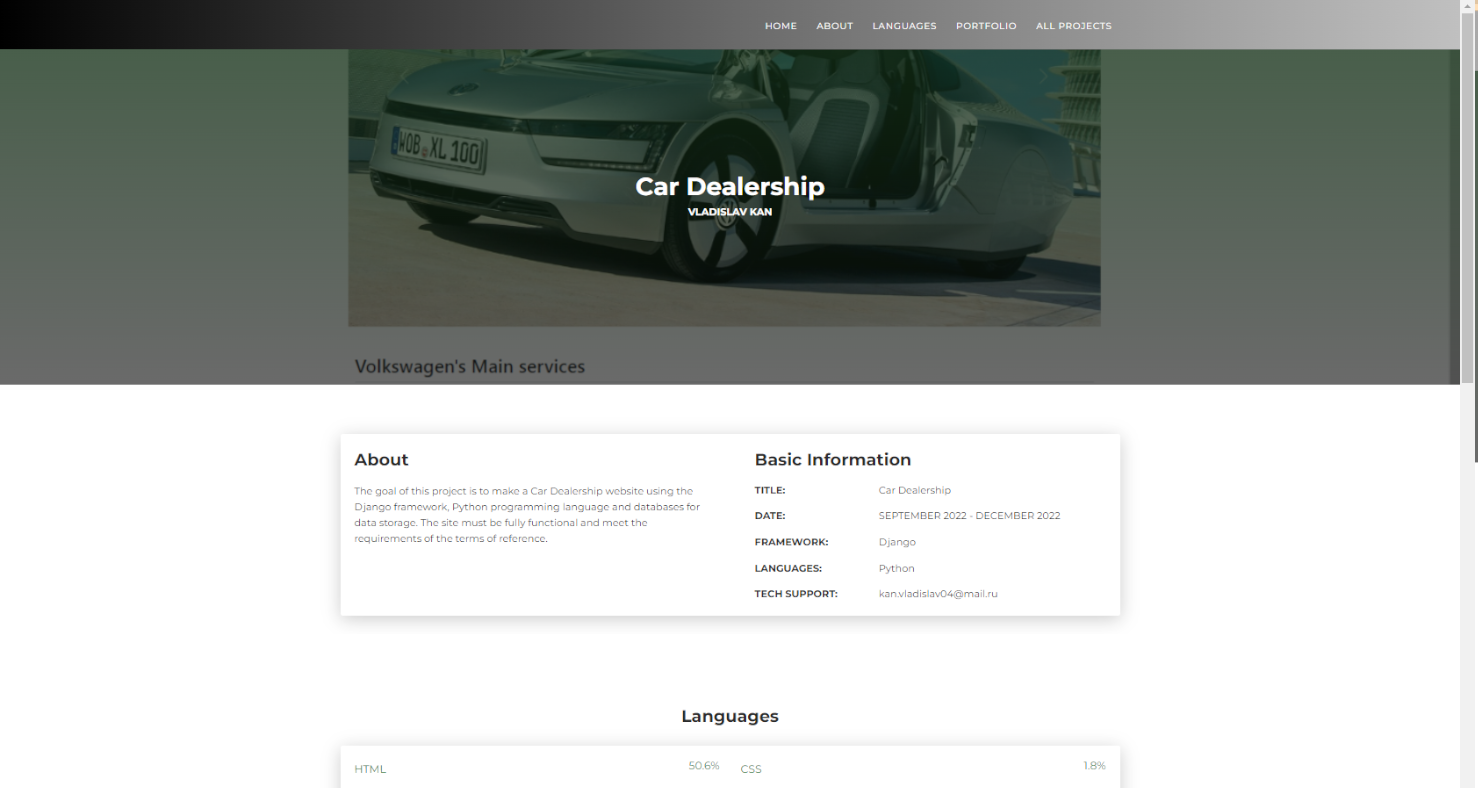 HOME ABOUT LANGUAGES PORTFOLIO ALL PROJECTS
WOB XL 100
Car Dealership
VLADISLAV KAN
Volkswagen's Main services
About
The goal of this project is to make a Car Dealership website using the
Django framework, Python programming language and databases for
data storage. The site must be fully functional and meet the
requirements of the terms of reference.
Basic Information
TITLE: Car Dealership
DATE: SEPTEMBER 2022 - DECEMBER 2022
FRAMEWORK: Django
LANGUAGES: Python
TECH SUPPORT: kan.vladislav04@mail.ru
Languages
HTML 50.6% CSS 1.8%